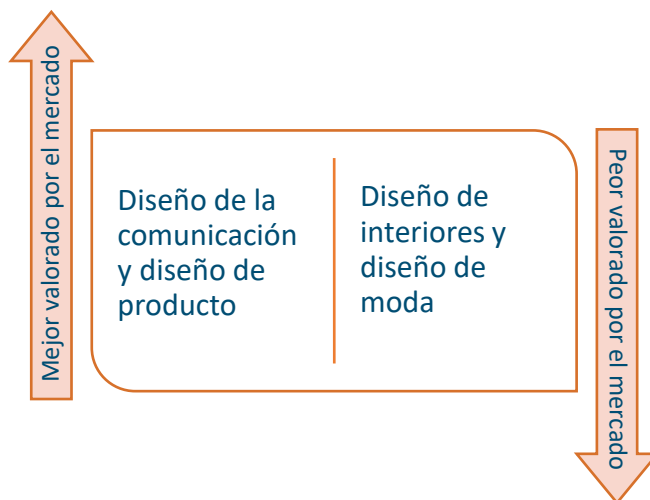 Mejor valorado por el mercado
Diseño de la
comunicación
y diseño de
producto
Diseño de
interiores y
diseño de
moda
Peor valorado por el mercado